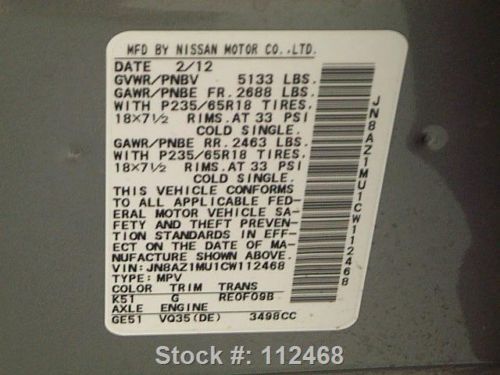 MFD BY NISSAN MOTOR CO.,LTD.
DATE 2/12
GVWR/PNBV 5133 LBS.
GAWR/PNBE FR. 2688 LBS.
WITH P235/65R18 TIRES.
18×7½ RIMS. AT 33 PSI
COLD SINGLE.
GAWR/PNBE RR. 2463 LBS.
WITH P235/65R18 TIRES.
18×7½ RIMS. AT 33 PSI
COLD SINGLE.
THIS VEHICLE CONFORMS
TO ALL APPLICABLE FED-
ERAL MOTOR VEHICLE SA-
FETY AND THEFT PREVEN-
TION STANDARDS IN EFF-
ECT ON THE DATE OF MA-
NUFACTURE SHOWN ABOVE.
VIN: JN8AZ1MU1CW112468
TYPE: MPV
COLOR TRIM TRANS
K51 G RE0F09B
AXLE ENGINE
GE51 VQ35(DE) 3498CC
JN8AZ1MU1CW112468
Stock #: 112468